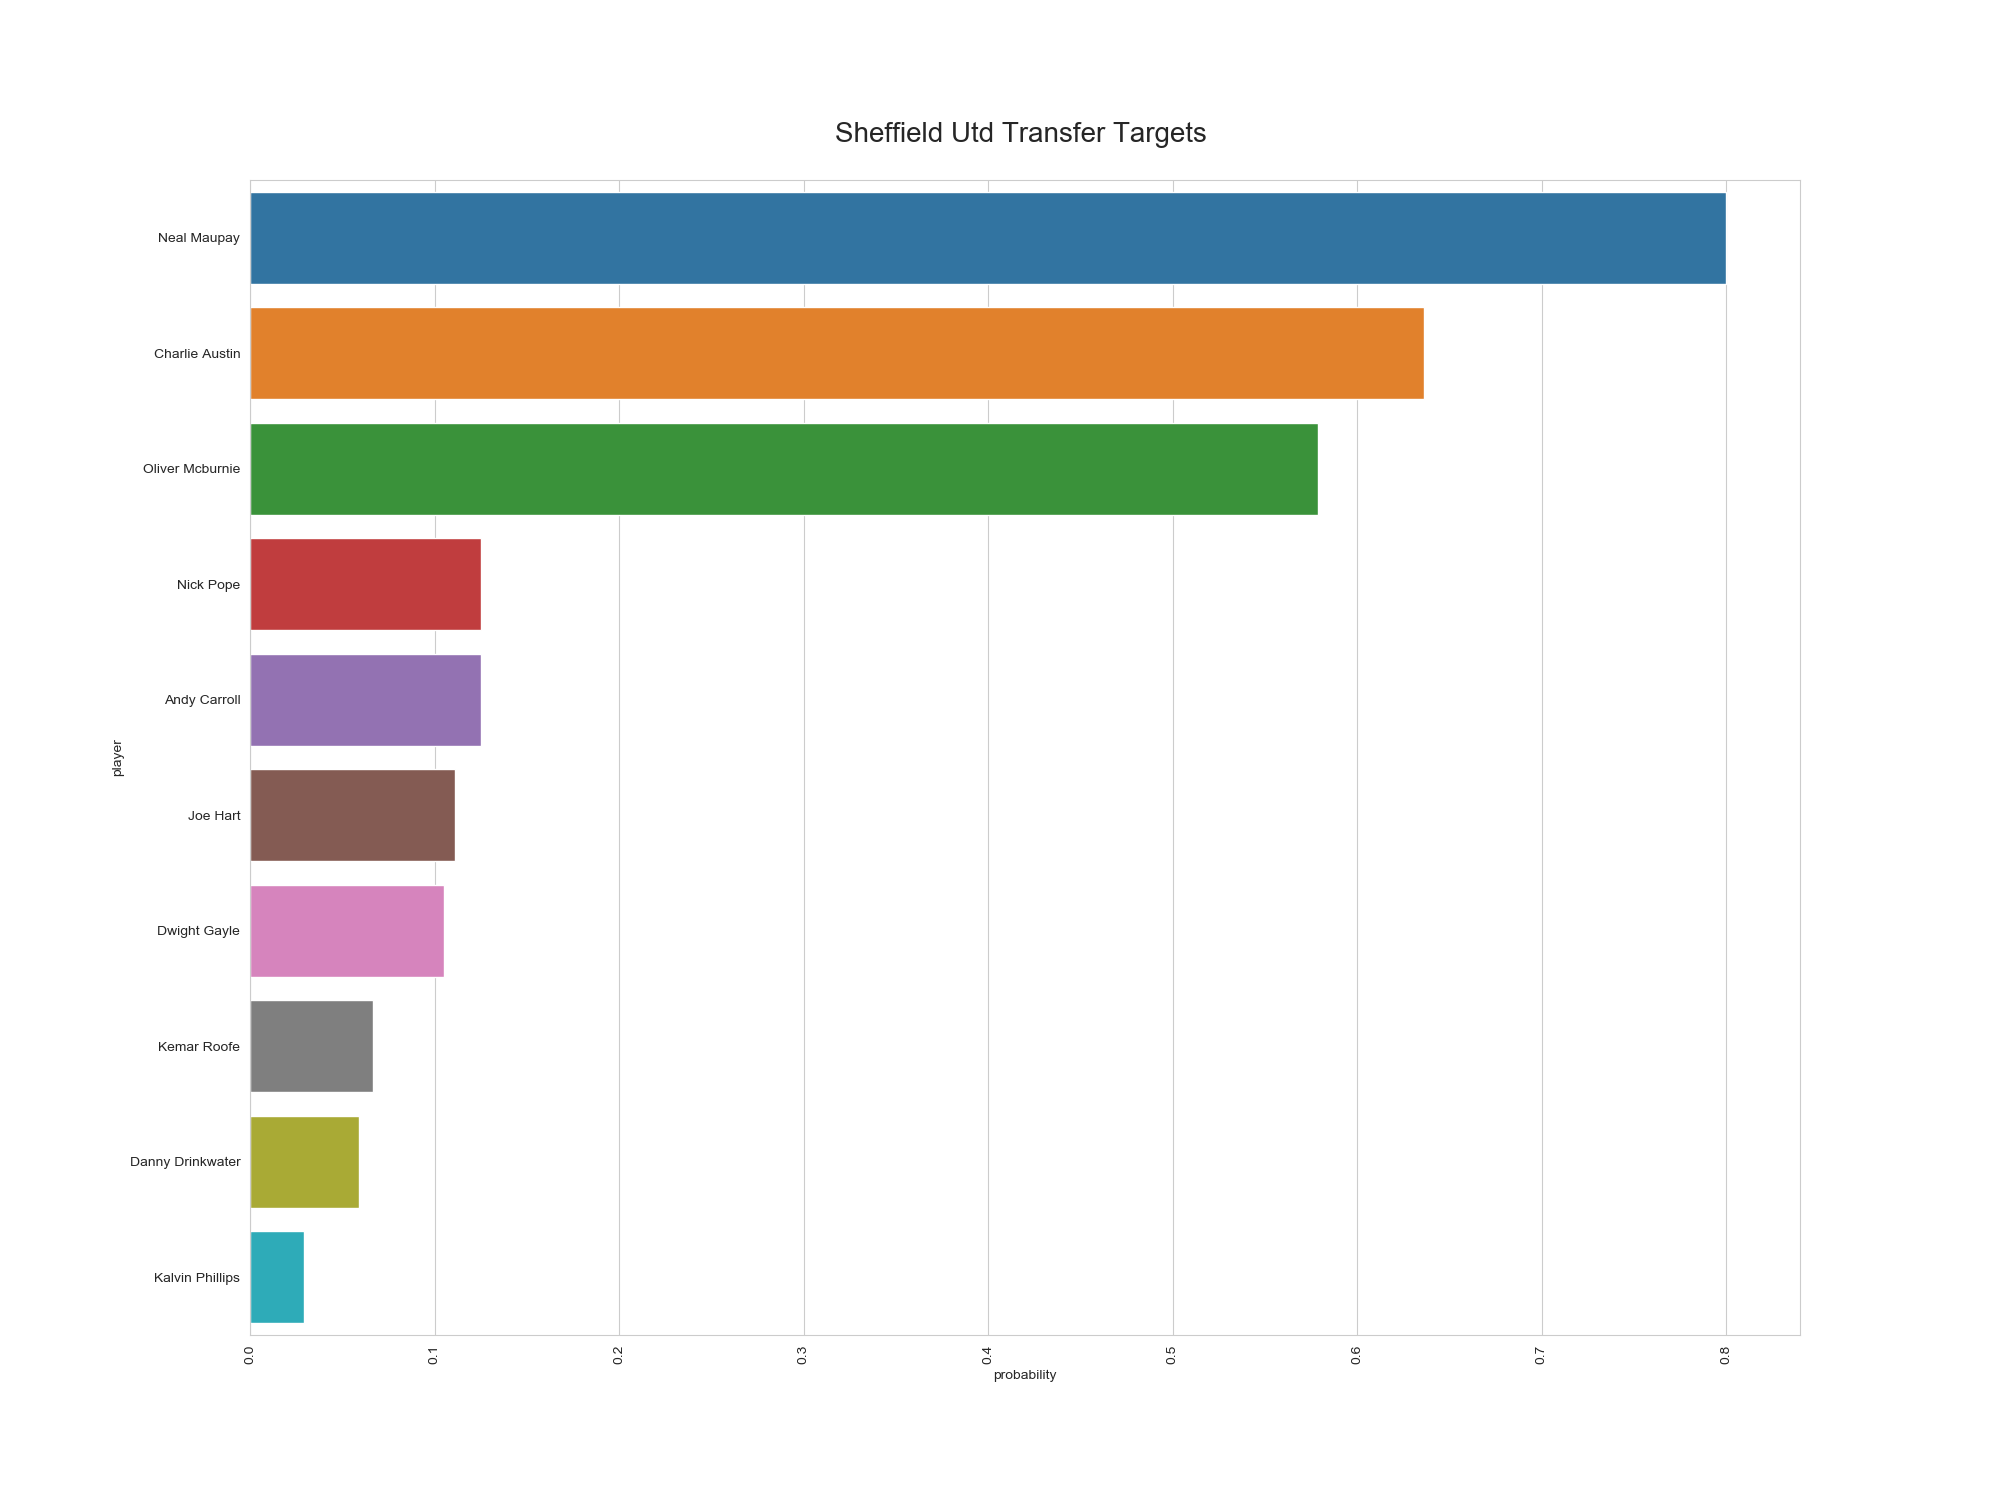 Sheffield Utd Transfer Targets
Neal Maupay
Charlie Austin
Oliver Mcburnie
Nick Pope
Andy Carroll
player
Joe Hart
Dwight Gayle
Kemar Roofe
Danny Drinkwater
Kalvin Phillips
0.0 0.1 0.2 0.3 0.4 0.5 0.6 0.7 0.8
probability